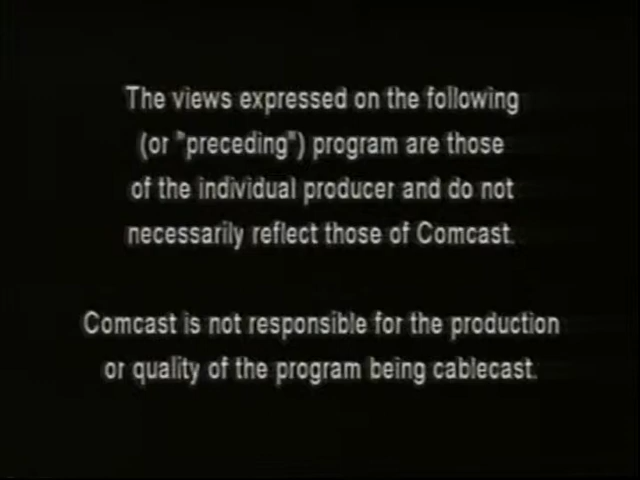 The views expressed on the following
(or "preceding") program are those
of the individual producer and do not
necessarily reflect those of Comcast.
Comcast is not responsible for the production
or quality of the program being cablecast.